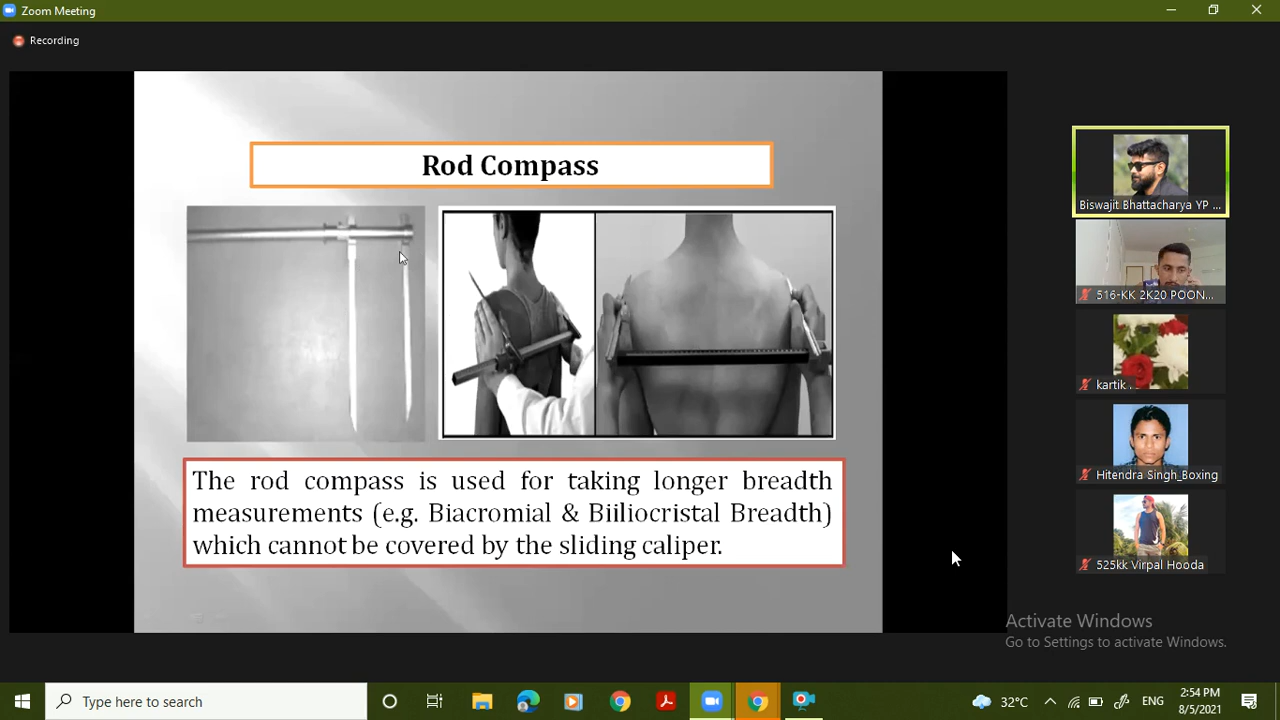 Zoom Meeting
Recording
Rod Compass
The rod compass is used for taking longer breadth
measurements (e.g. Biacromial & Biiliocristal Breadth)
which cannot be covered by the sliding caliper.
Biswajit Bhattacharya YP ...
516-KK 2K20 POON...
kartik
Hitendra Singh_Boxing
525kk Virpal Hooda
Activate Windows
Go to Settings to activate Windows.
Type here to search
32°C
ENG
2:54 PM
8/5/2021